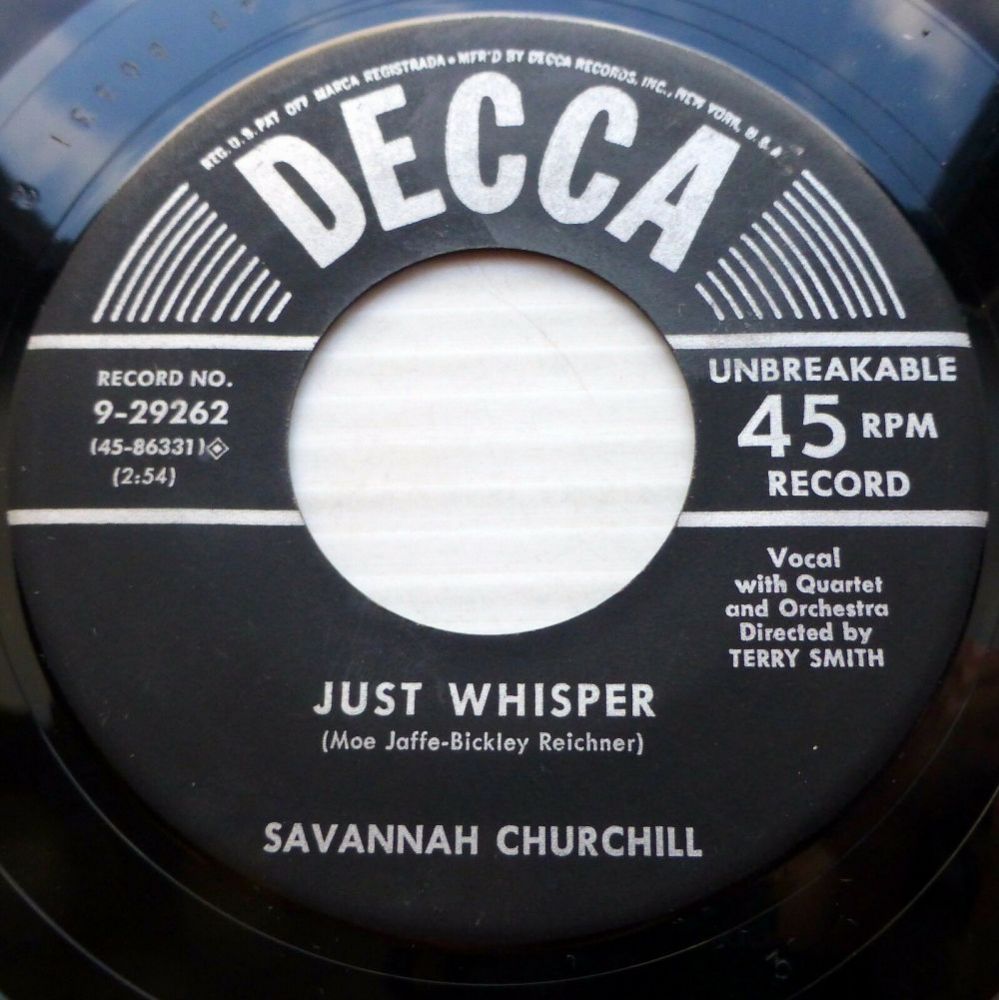 REG. U.S. PAT. OFF. MARCA REGISTRADA • MFR'D BY DECCA RECORDS, INC., NEW YORK, U.S.A.
DECCA
RECORD NO.
9-29262
(45-86331)
(2:54)
UNBREAKABLE
45 RPM
RECORD
Vocal
with Quartet
and Orchestra
Directed by
TERRY SMITH
JUST WHISPER
(Moe Jaffe-Bickley Reichner)
SAVANNAH CHURCHILL